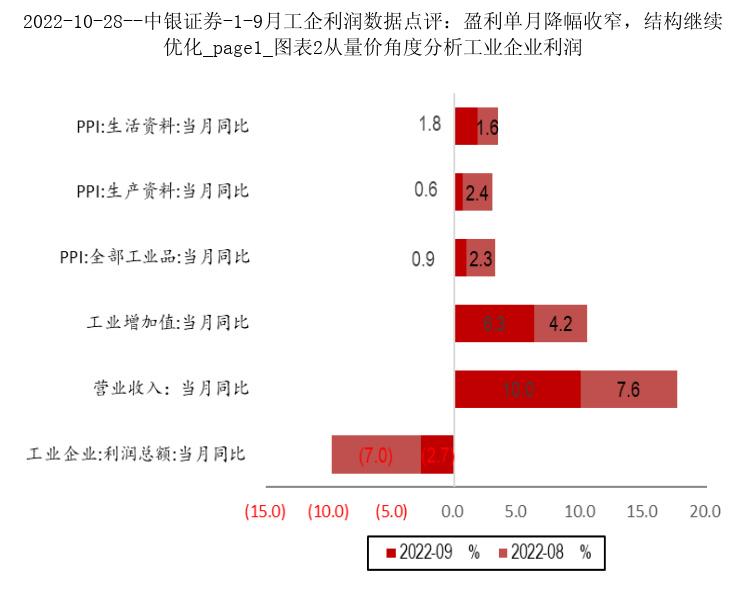 2022-10-28--中银证券-1-9月工企利润数据点评：盈利单月降幅收窄，结构继续
优化_page1_图表2从量价角度分析工业企业利润
PPI:生活资料:当月同比 1.8 1.6
PPI:生产资料:当月同比 0.6 2.4
PPI:全部工业品:当月同比 0.9 2.3
工业增加值:当月同比 6.3 4.2
营业收入：当月同比 10.0 7.6
工业企业:利润总额:当月同比 (7.0) (2.7)
(15.0) (10.0) (5.0) 0.0 5.0 10.0 15.0 20.0
2022-09 % 2022-08 %